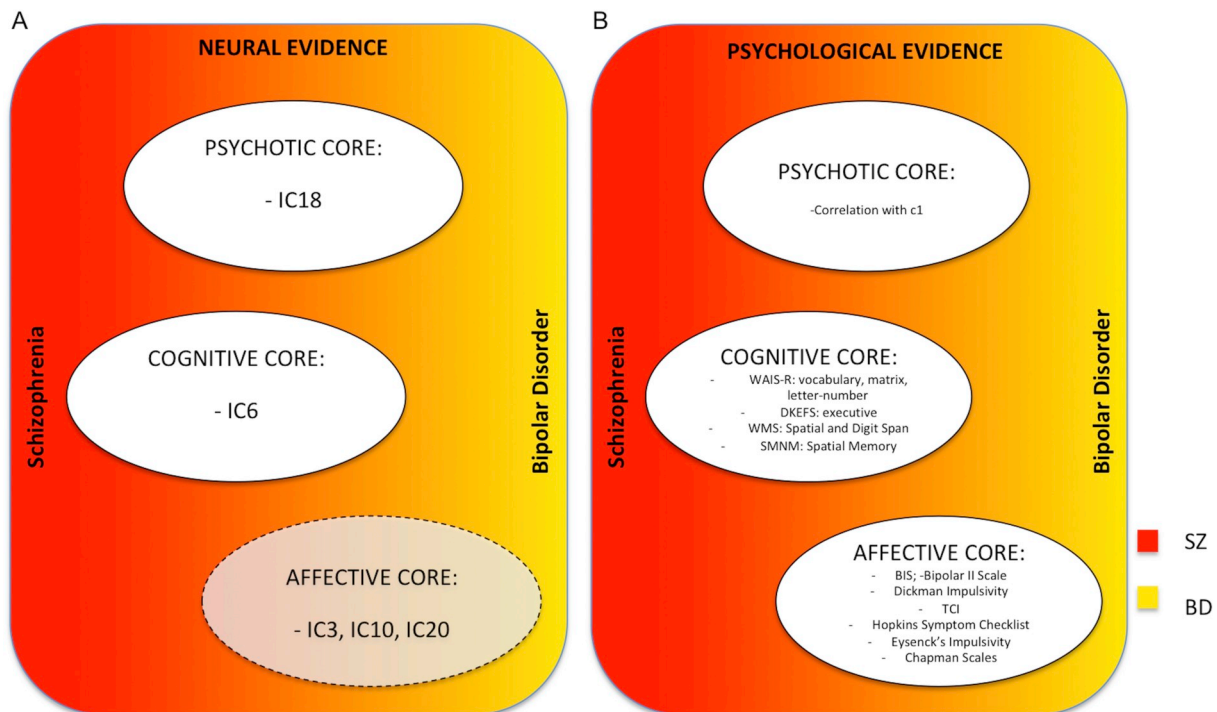 A
NEURAL EVIDENCE
PSYCHOTIC CORE:
- IC18
COGNITIVE CORE:
- IC6
AFFECTIVE CORE:
- IC3, IC10, IC20
Schizophrenia
Bipolar Disorder
B
PSYCHOLOGICAL EVIDENCE
PSYCHOTIC CORE:
-Correlation with c1
COGNITIVE CORE:
- WAIS-R: vocabulary, matrix,
letter-number
- DKEFS: executive
- WMS: Spatial and Digit Span
- SMNM: Spatial Memory
AFFECTIVE CORE:
- BIS; -Bipolar II Scale
- Dickman Impulsivity
- TCI
- Hopkins Symptom Checklist
- Eysenck's Impulsivity
- Chapman Scales
Schizophrenia
Bipolar Disorder
SZ
BD